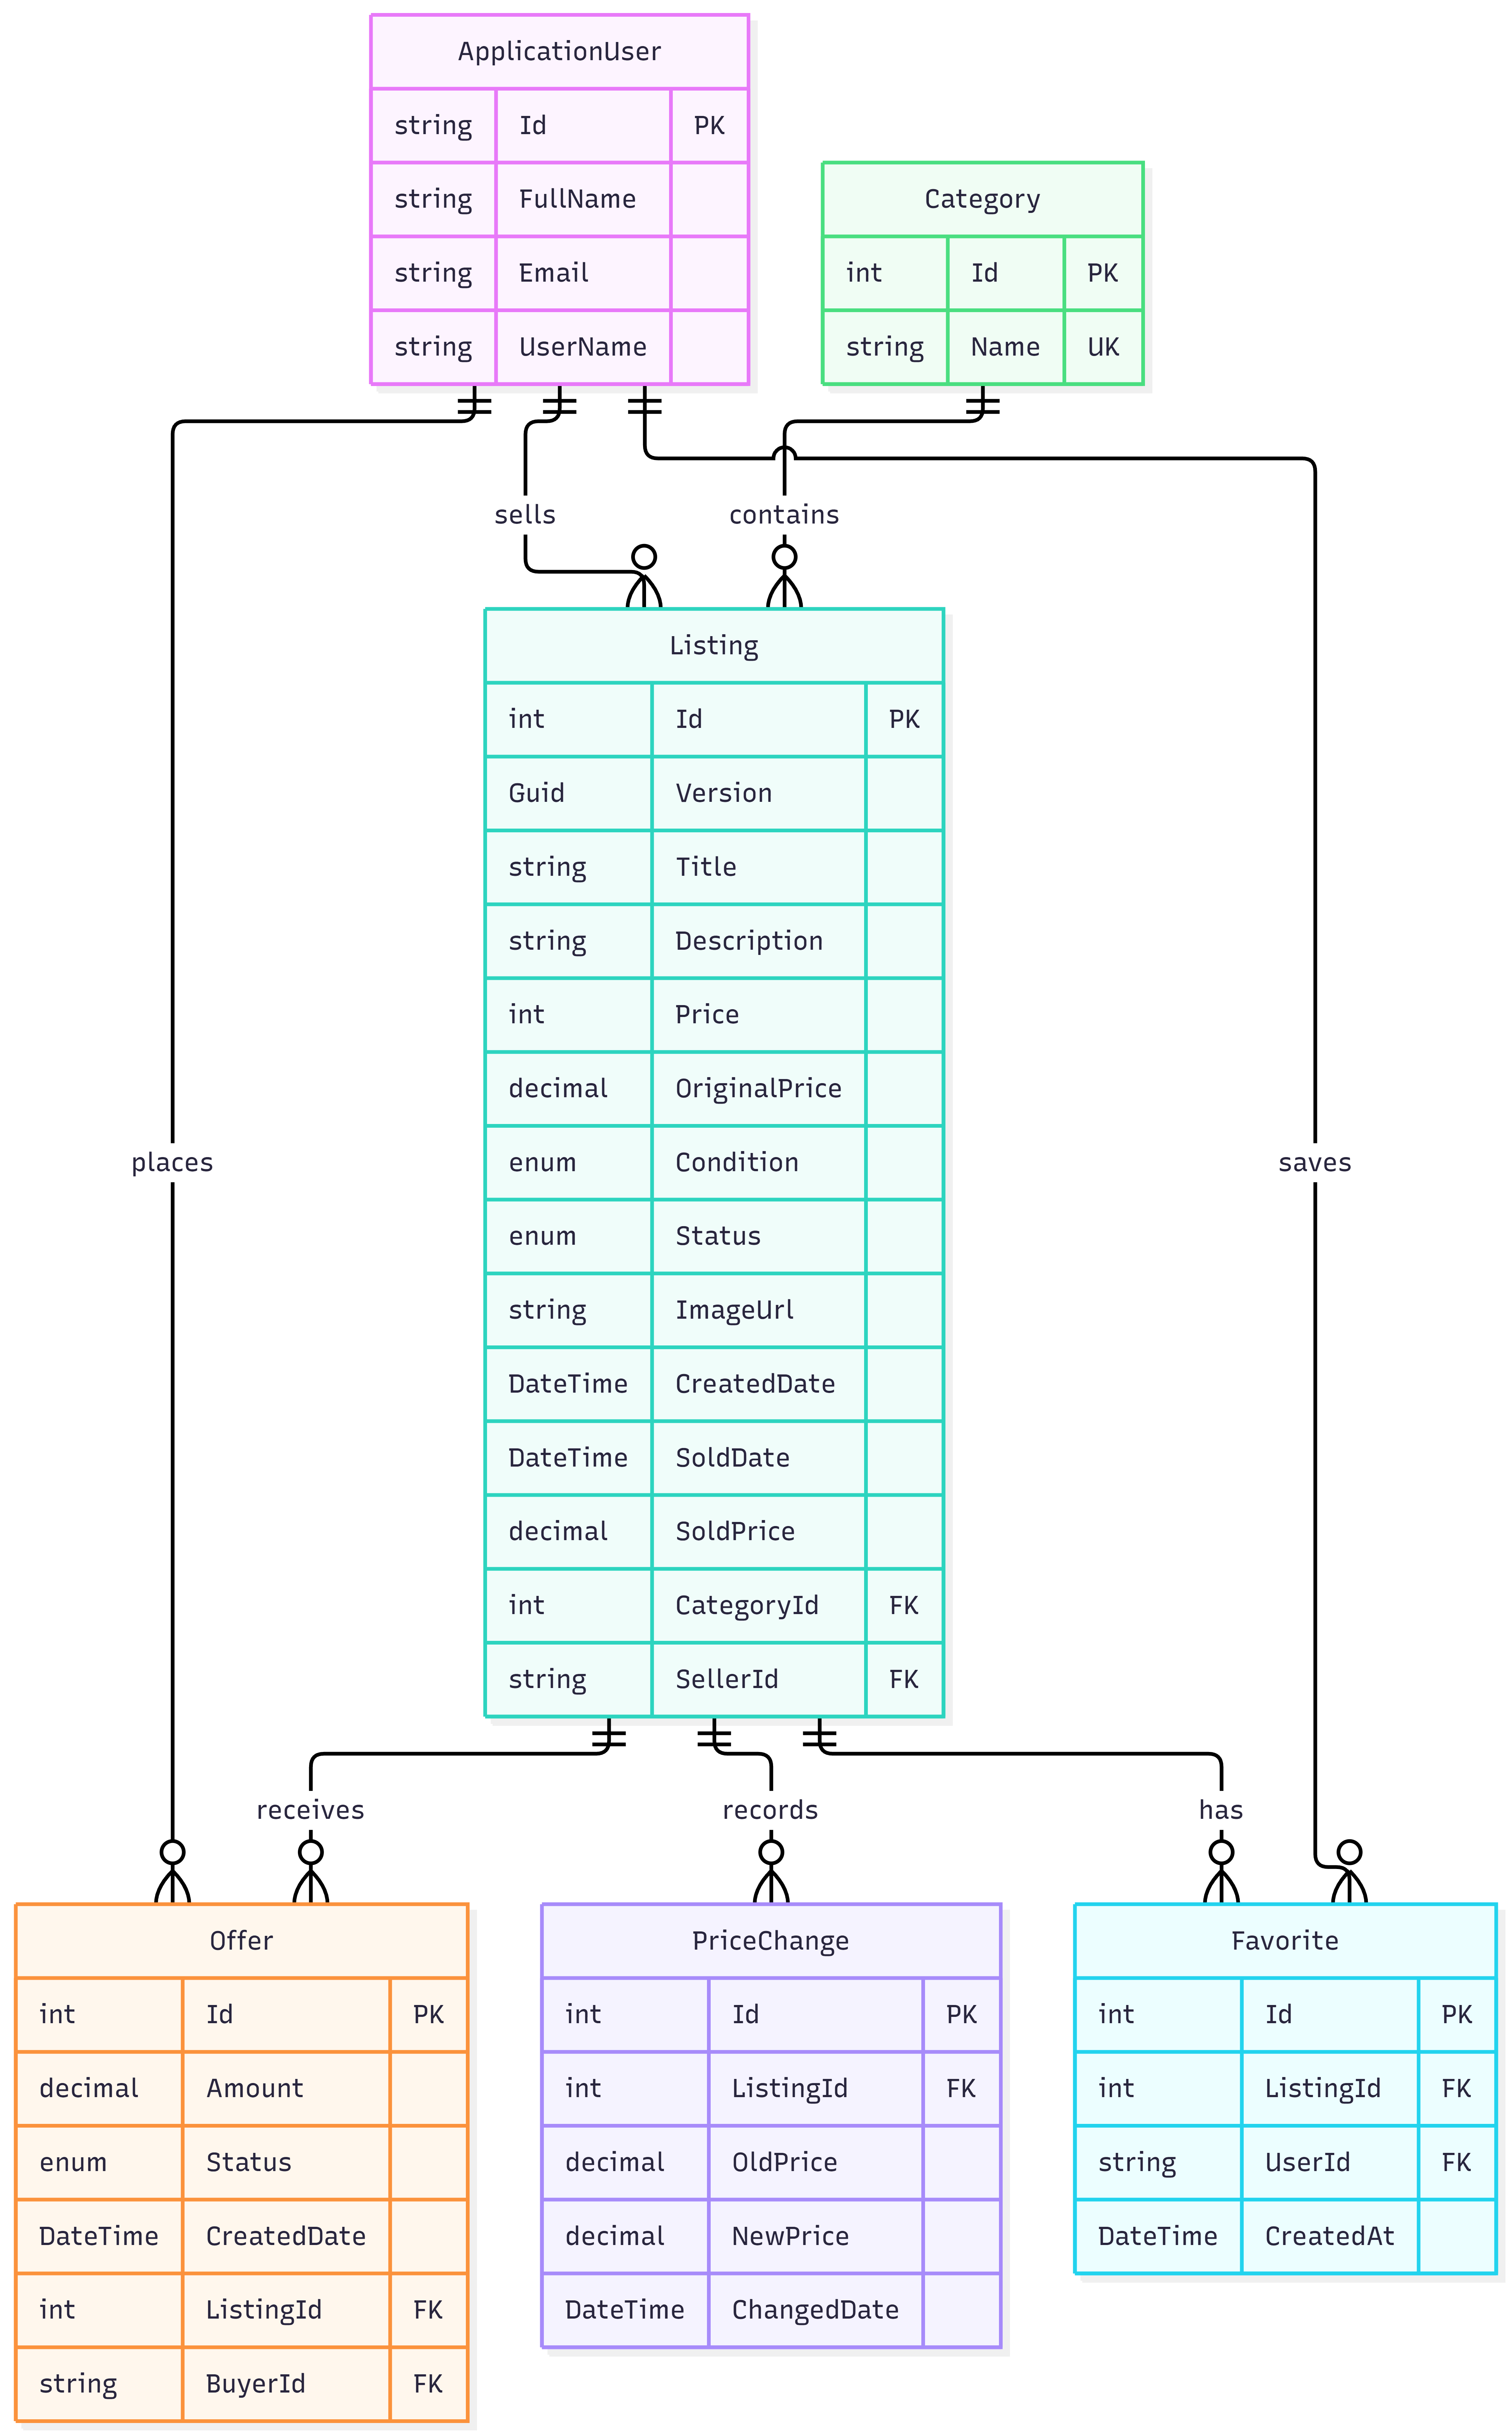 ApplicationUser
string Id PK
string FullName
string Email
string UserName
Category
int Id PK
string Name UK
sells
contains
Listing
int Id PK
Guid Version
string Title
string Description
int Price
decimal OriginalPrice
enum Condition
enum Status
string ImageUrl
DateTime CreatedDate
DateTime SoldDate
decimal SoldPrice
int CategoryId FK
string SellerId FK
places
saves
receives
records
has
Offer
int Id PK
decimal Amount
enum Status
DateTime CreatedDate
int ListingId FK
string BuyerId FK
PriceChange
int Id PK
int ListingId FK
decimal OldPrice
decimal NewPrice
DateTime ChangedDate
Favorite
int Id PK
int ListingId FK
string UserId FK
DateTime CreatedAt